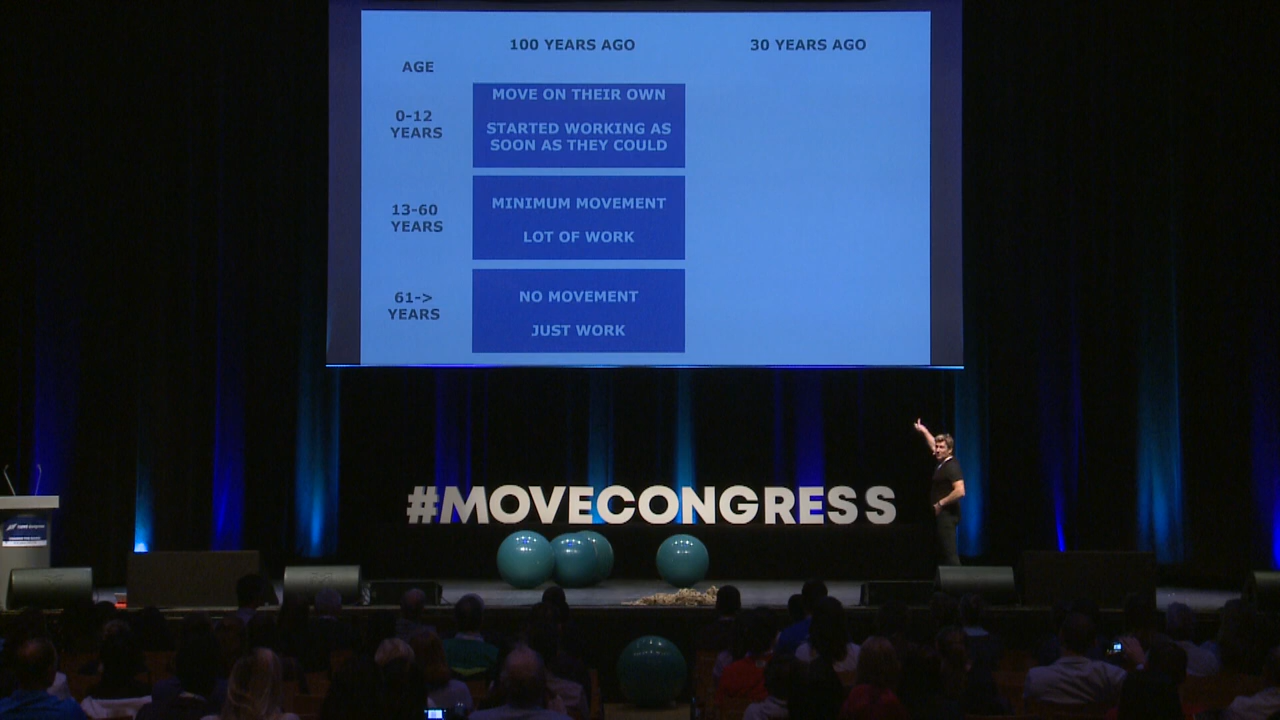 100 YEARS AGO
30 YEARS AGO
AGE
0-12
YEARS
MOVE ON THEIR OWN
STARTED WORKING AS
SOON AS THEY COULD
13-60
YEARS
MINIMUM MOVEMENT
LOT OF WORK
61->
YEARS
NO MOVEMENT
JUST WORK
#MOVECONGRESS